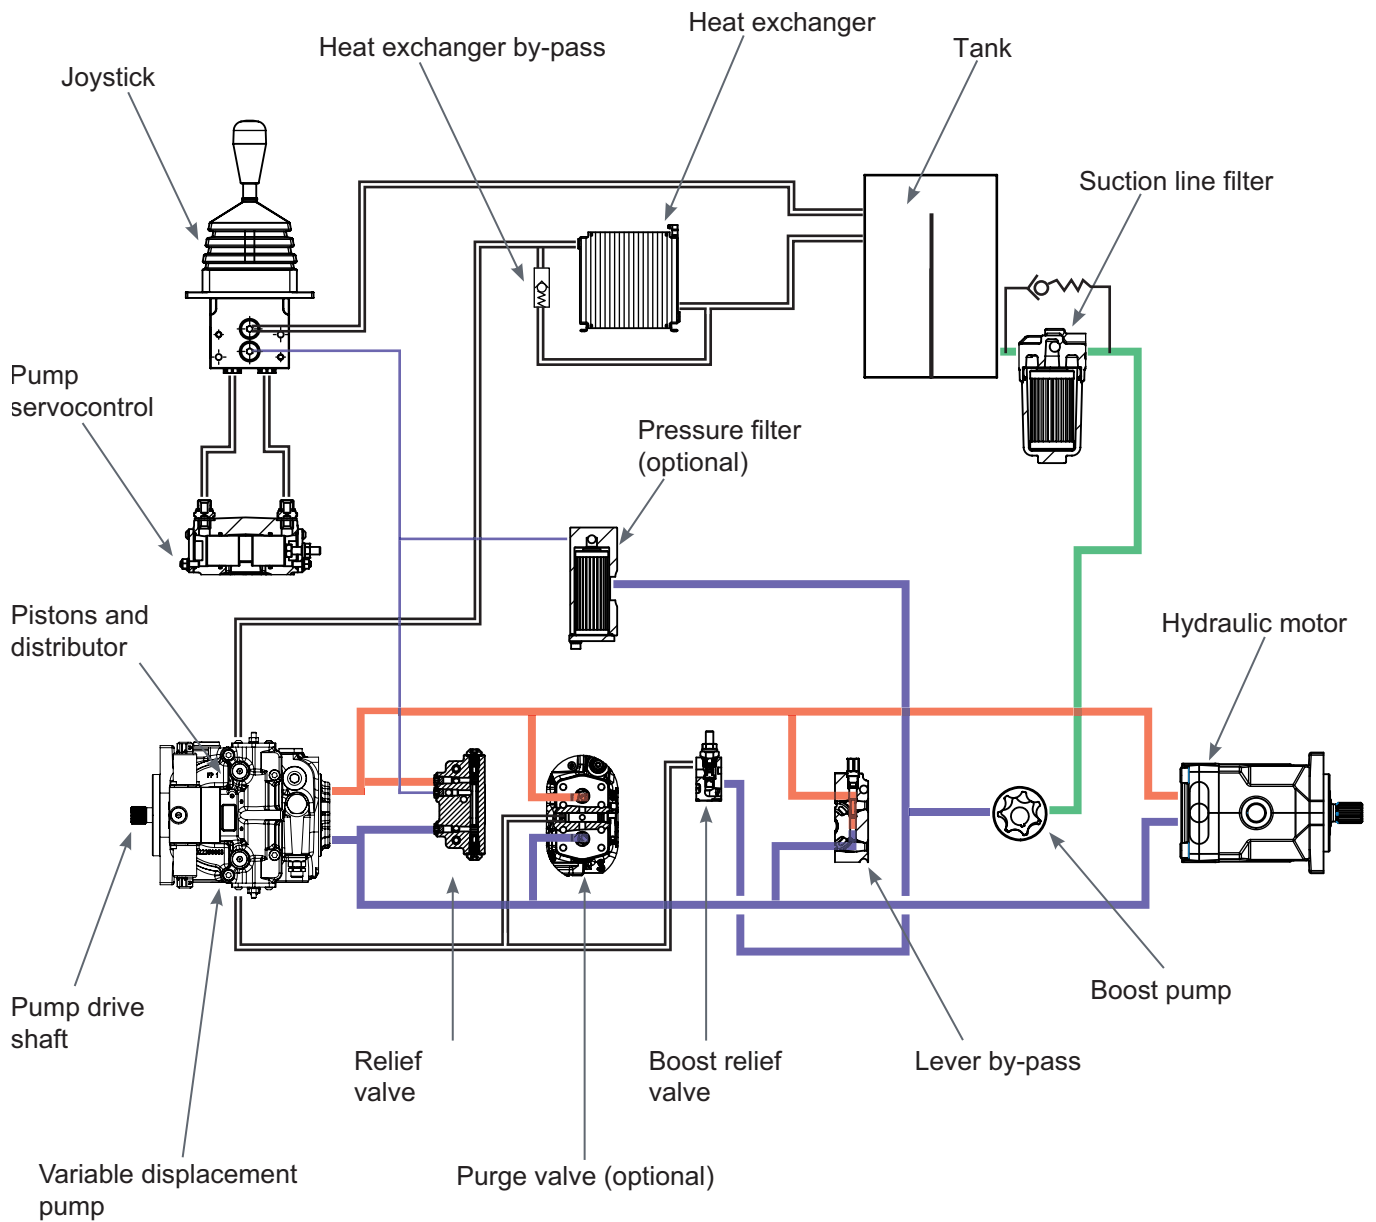 Heat exchanger
Heat exchanger by-pass
Tank
Joystick
Suction line filter
Pump
servocontrol
Pressure filter
(optional)
Pistons and
distributor
Hydraulic motor
Pump drive
shaft
Boost pump
Relief
valve
Boost relief
valve
Lever by-pass
Variable displacement
pump
Purge valve (optional)